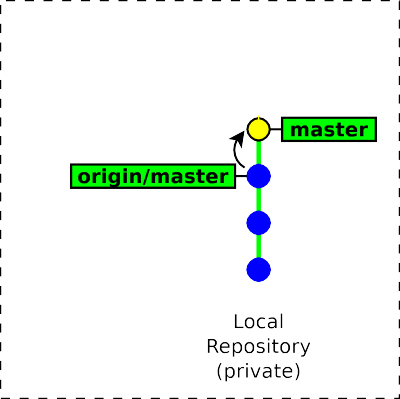 master
origin/master
Local
Repository
(private)